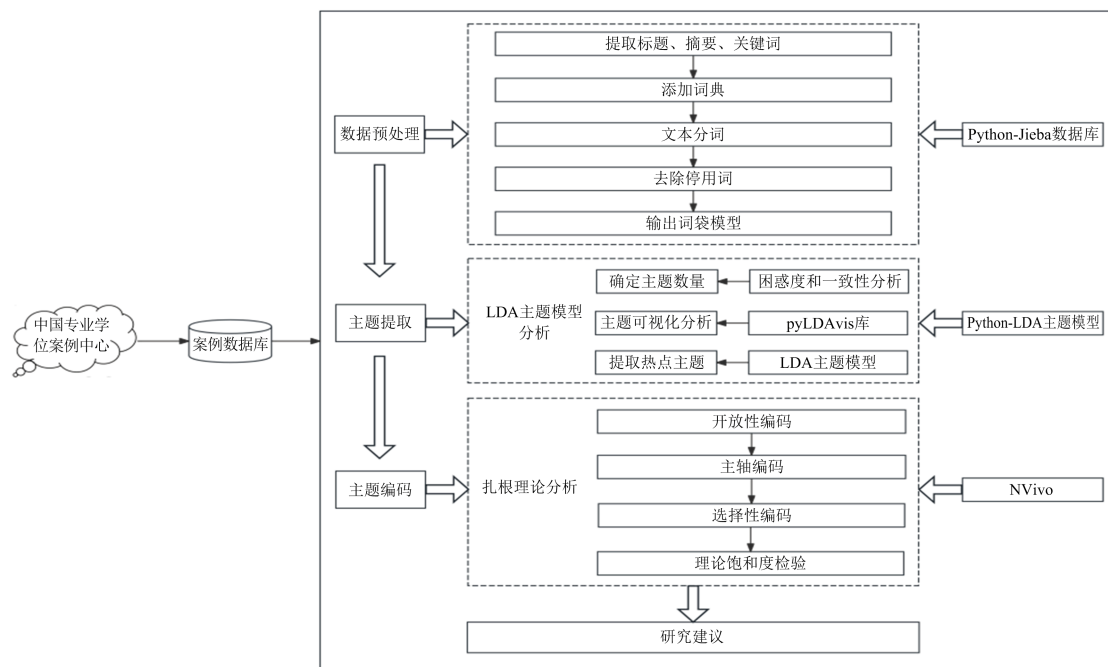 中国专业学
位案例中心
案例数据库
数据预处理
提取标题、摘要、关键词
添加词典
文本分词
去除停用词
输出词袋模型
Python-Jieba数据库
主题提取
LDA主题模型
分析
确定主题数量
困惑度和一致性分析
主题可视化分析
pyLDAvis库
提取热点主题
LDA主题模型
Python-LDA主题模型
主题编码
扎根理论分析
开放性编码
主轴编码
选择性编码
理论饱和度检验
NVivo
研究建议